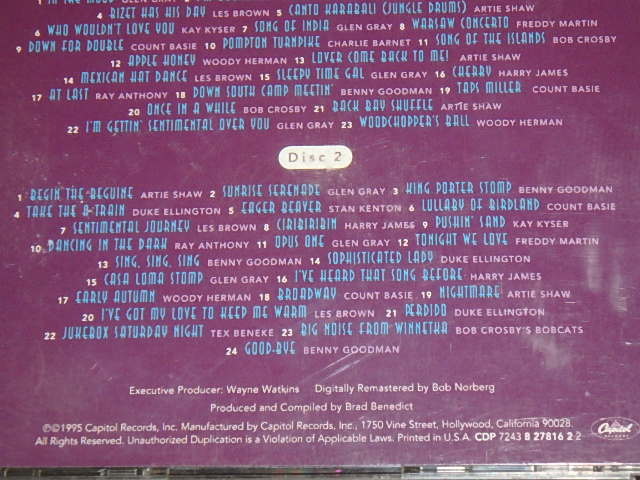 4 BIZET HAS HIS DAY LES BROWN 5 CANTO KARABALI (JUNGLE DRUMS) ARTIE SHAW
6 WHO WOULDN'T LOVE YOU KAY KYSER 7 SONG OF INDIA GLEN GRAY 8 WARSAW CONCERTO FREDDY MARTIN
9 DOWN FOR DOUBLE COUNT BASIE 10 POMPTON TURNPIKE CHARLIE BARNET 11 SONG OF THE ISLANDS BOB CROSBY
12 APPLE HONEY WOODY HERMAN 13 LOVER COME BACK TO ME! ARTIE SHAW
14 MEXICAN HAT DANCE LES BROWN 15 SLEEPY TIME GAL GLEN GRAY 16 CHERRY HARRY JAMES
17 AT LAST RAY ANTHONY 18 DOWN SOUTH CAMP MEETIN' BENNY GOODMAN 19 TAPS MILLER COUNT BASIE
20 ONCE IN A WHILE BOB CROSBY 21 BACK BAY SHUFFLE ARTIE SHAW
22 I'M GETTIN' SENTIMENTAL OVER YOU GLEN GRAY 23 WOODCHOPPER'S BALL WOODY HERMAN
Disc 2
1 BEGIN THE BEGUINE ARTIE SHAW 2 SUNRISE SERENADE GLEN GRAY 3 KING PORTER STOMP BENNY GOODMAN
4 TAKE THE A-TRAIN DUKE ELLINGTON 5 EAGER BEAVER STAN KENTON 6 LULLABY OF BIRDLAND COUNT BASIE
7 SENTIMENTAL JOURNEY LES BROWN 8 CIRIBIRIBIN HARRY JAMES 9 PUSHIN' SAND KAY KYSER
10 DANCING IN THE DARK RAY ANTHONY 11 OPUS ONE GLEN GRAY 12 TONIGHT WE LOVE FREDDY MARTIN
13 SING, SING, SING BENNY GOODMAN 14 SOPHISTICATED LADY DUKE ELLINGTON
15 CASA LOMA STOMP GLEN GRAY 16 I'VE HEARD THAT SONG BEFORE HARRY JAMES
17 EARLY AUTUMN WOODY HERMAN 18 BROADWAY COUNT BASIE 19 NIGHTMARE ARTIE SHAW
20 I'VE GOT MY LOVE TO KEEP ME WARM LES BROWN 21 PERDIDO DUKE ELLINGTON
22 JUKEBOX SATURDAY NIGHT TEX BENEKE 23 BIG NOISE FROM WINNETKA BOB CROSBY'S BOBCATS
24 GOOD-BYE BENNY GOODMAN
Executive Producer: Wayne Watkins Digitally Remastered by Bob Norberg
Produced and Compiled by Brad Benedict
℗©1995 Capitol Records, Inc. Manufactured by Capitol Records, Inc., 1750 Vine Street, Hollywood, California 90028.
All Rights Reserved. Unauthorized Duplication is a Violation of Applicable Laws. Printed in U.S.A. CDP 7243 8 27816 2 2
Capitol